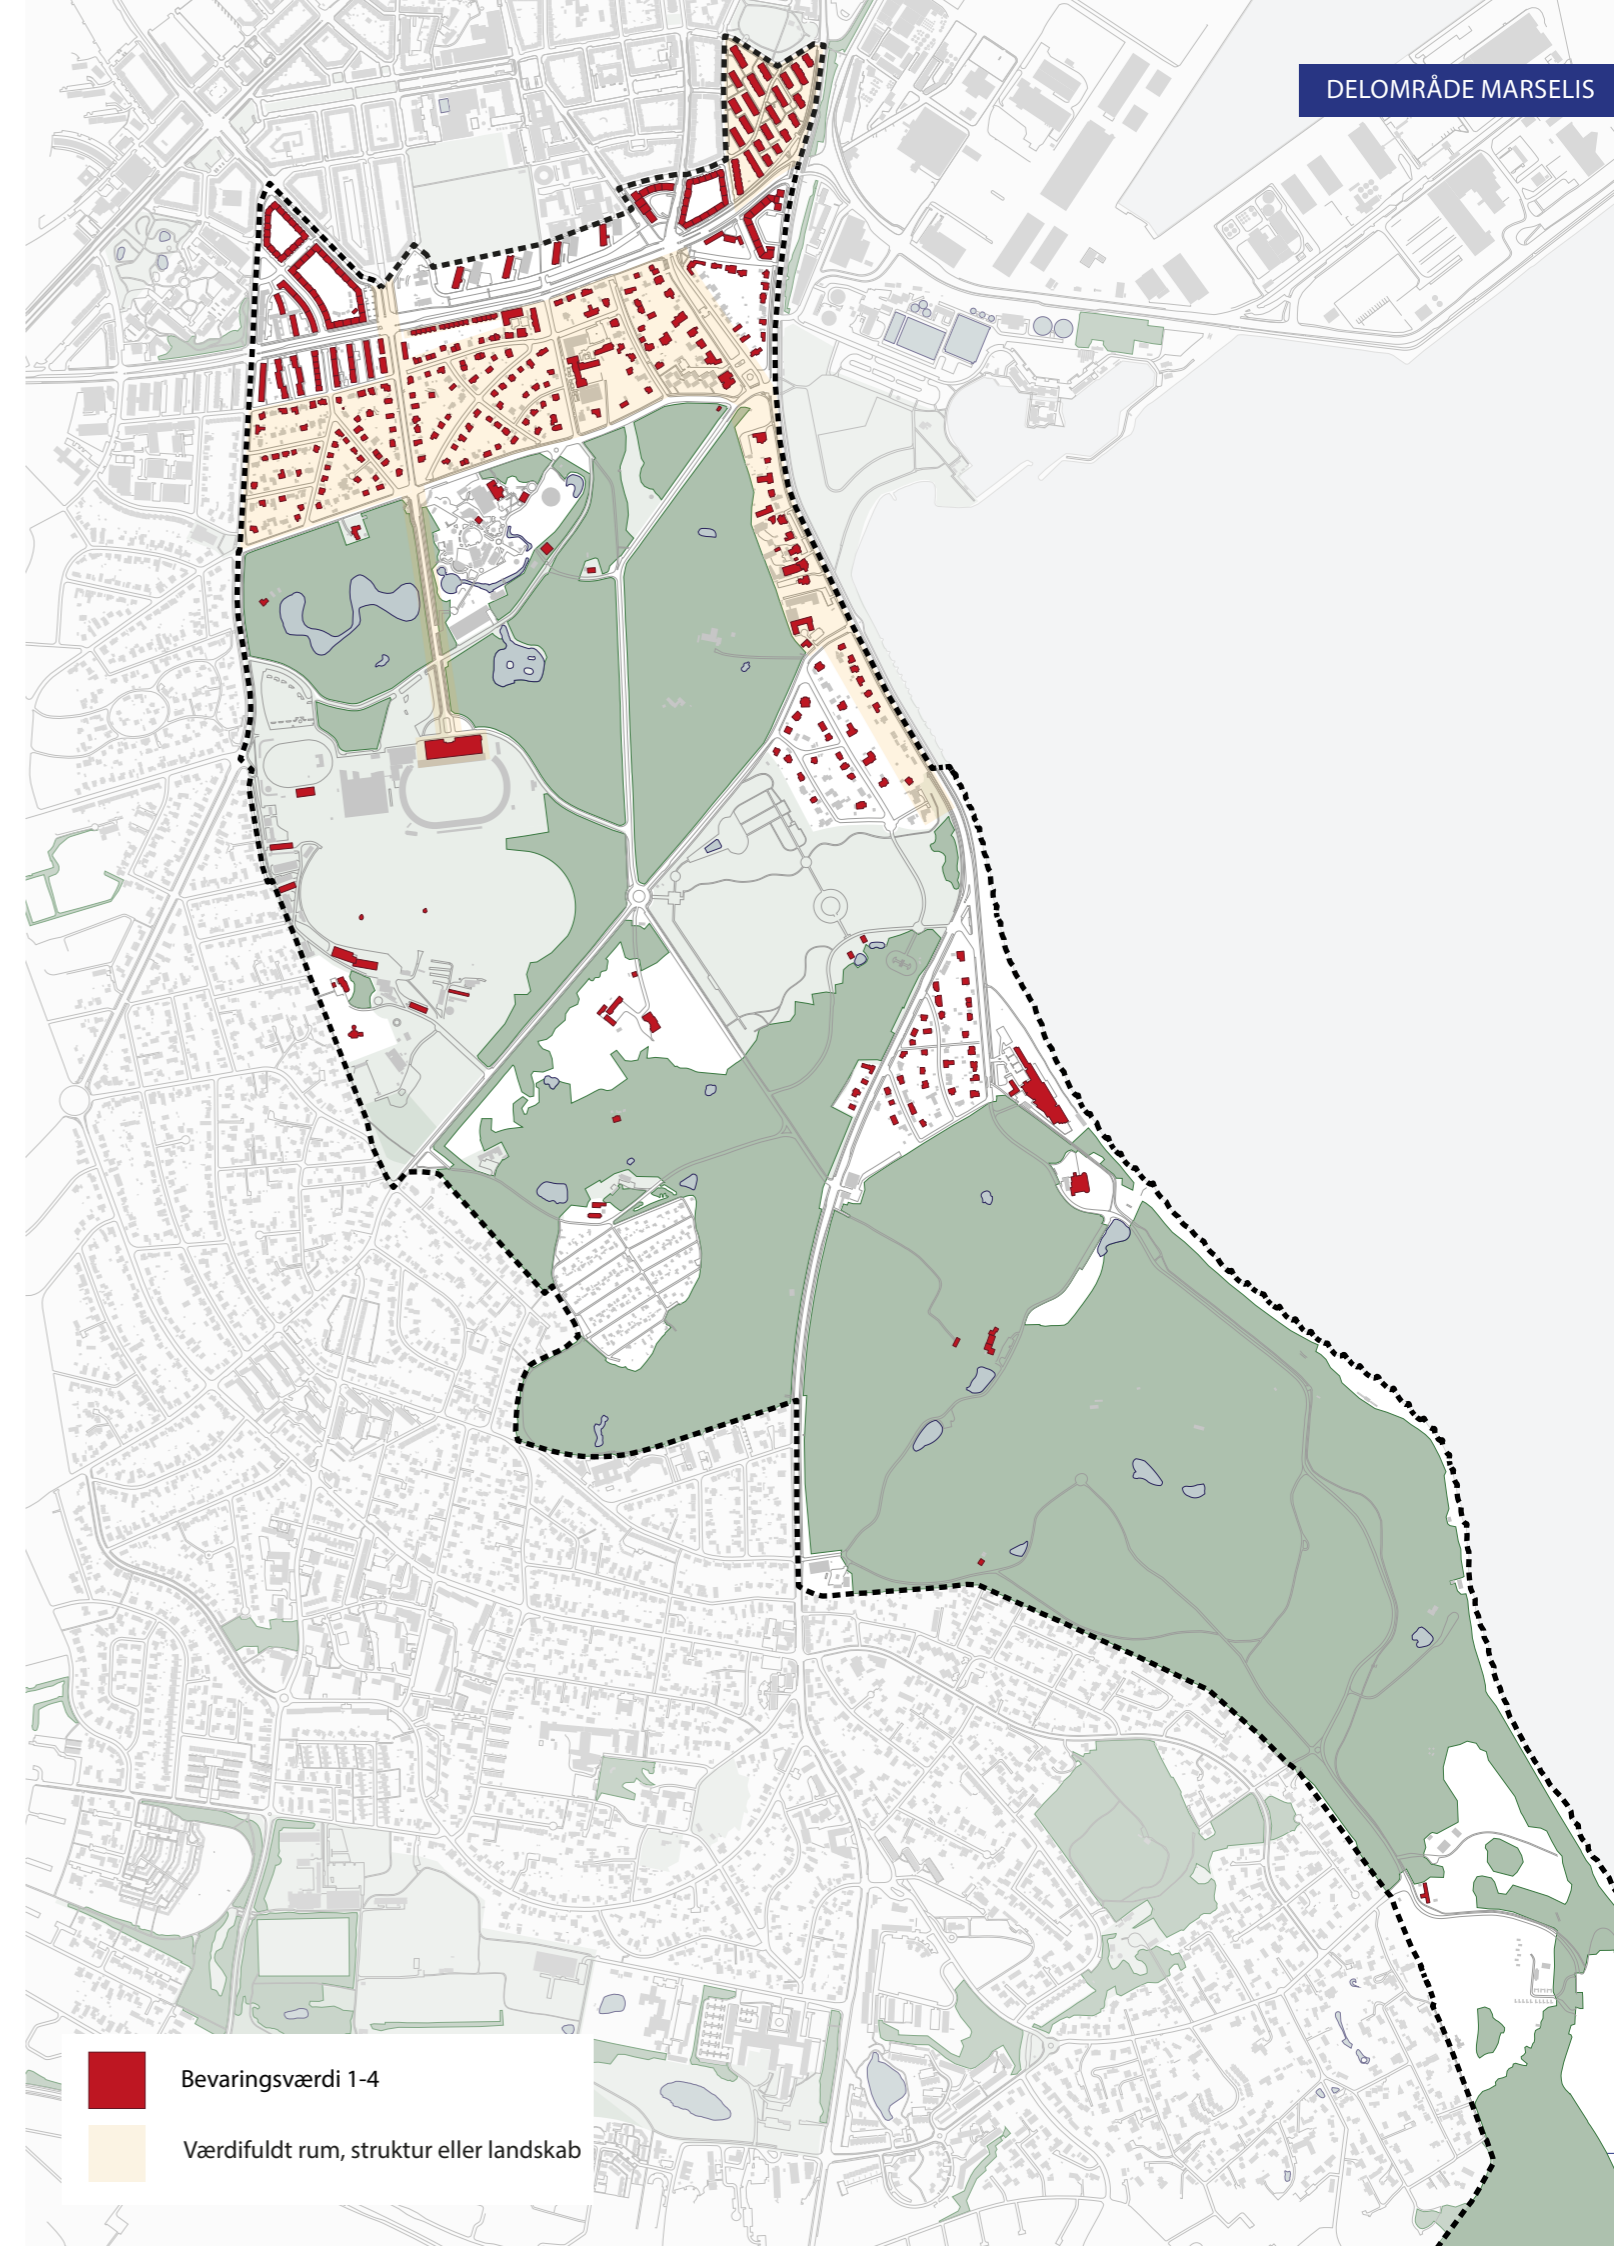 DELOMRÅDE MARSELIS
Bevaringsværdi 1-4
Værdifuldt rum, struktur eller landskab